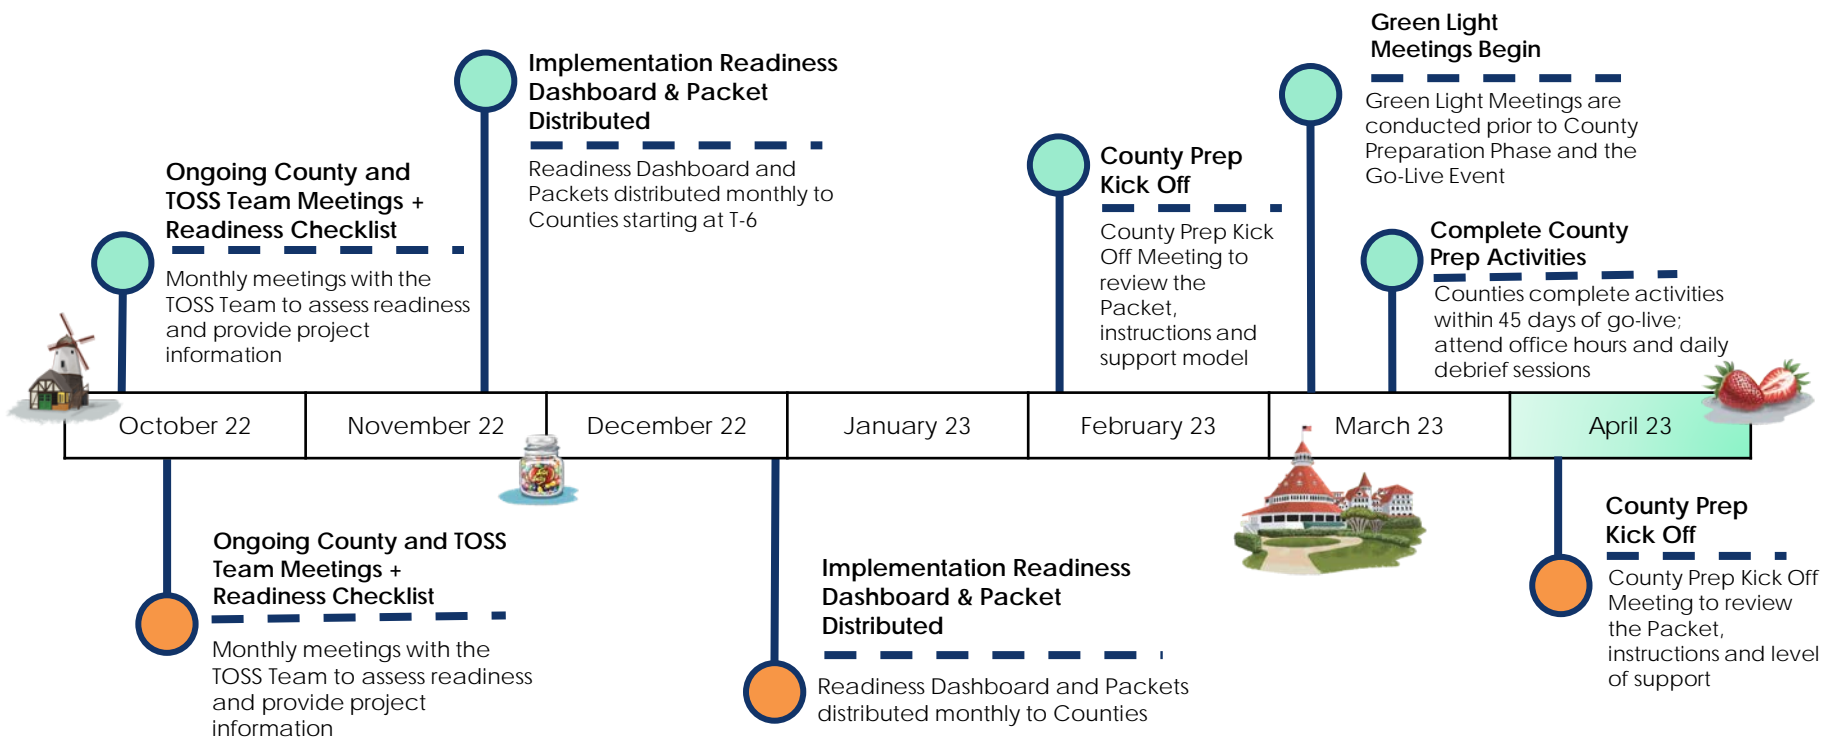 Green Light
Meetings Begin
Green Light Meetings are
conducted prior to County
Preparation Phase and the
Go-Live Event
Implementation Readiness
Dashboard & Packet
Distributed
Readiness Dashboard and
Packets distributed monthly to
Counties starting at T-6
County Prep
Kick Off
County Prep Kick
Off Meeting to
review the
Packet,
instructions and
support model
Ongoing County and
TOSS Team Meetings +
Readiness Checklist
Monthly meetings with the
TOSS Team to assess readiness
and provide project
information
Complete County
Prep Activities
Counties complete activities
within 45 days of go-live;
attend office hours and daily
debrief sessions
October 22
November 22
December 22
January 23
February 23
March 23
April 23
Ongoing County and TOSS
Team Meetings +
Readiness Checklist
Monthly meetings with the
TOSS Team to assess readiness
and provide project
information
Implementation Readiness
Dashboard & Packet
Distributed
Readiness Dashboard and Packets
distributed monthly to Counties
County Prep
Kick Off
County Prep Kick Off
Meeting to review
the Packet,
instructions and level
of support